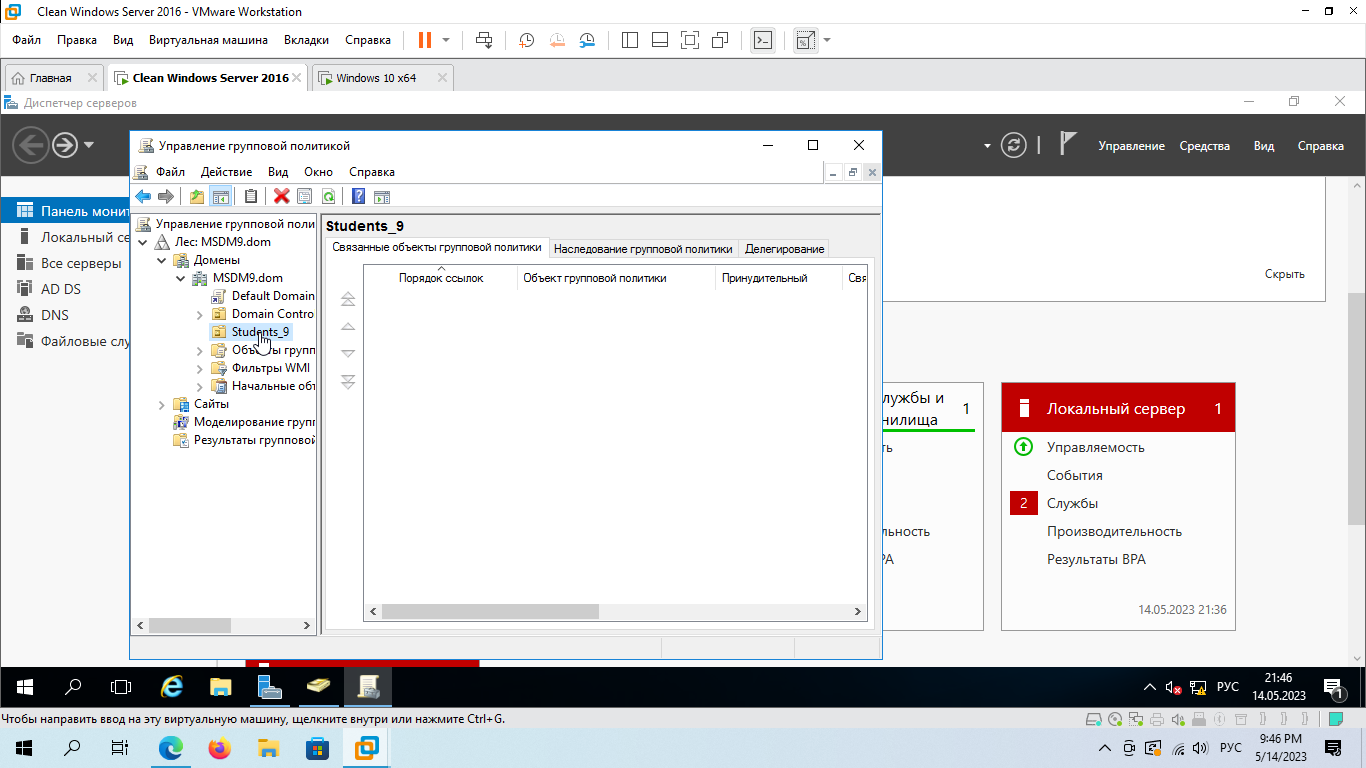 Clean Windows Server 2016 - VMware Workstation
Файл Правка Вид Виртуальная машина Вкладки Справка
Главная Clean Windows Server 2016 Windows 10 x64
Диспетчер серверов
Управление Средства Вид Справка
Управление групповой политикой
Файл Действие Вид Окно Справка
Панель монит
Локальный се
Все серверы
AD DS
DNS
Файловые слу
Управление групповой поли
Лес: MSDM9.dom
Домены
MSDM9.dom
Default Domain
Domain Contro
Students_9
Объекты групп
Фильтры WMI
Начальные объ
Сайты
Моделирование групп
Результаты групповой
Students_9
Связанные объекты групповой политики Наследование групповой политики Делегирование
Порядок ссылок Объект групповой политики Принудительный Свя
Скрыть
лужбы и 1
нилища
ть
льность
РА
Локальный сервер 1
Управляемость
События
2 Службы
Производительность
Результаты BPA
14.05.2023 21:36
РУС 21:46
14.05.2023
1
Чтобы направить ввод на эту виртуальную машину, щелкните внутри или нажмите Ctrl+G.
РУС 9:46 PM
5/14/2023